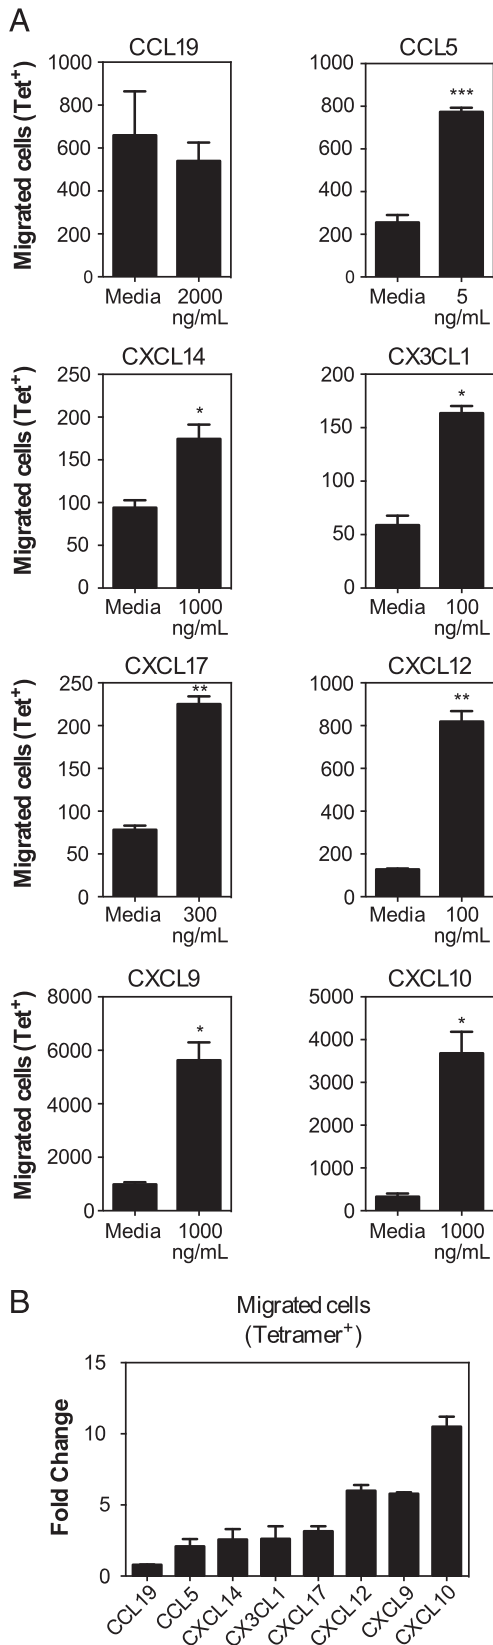 A
CCL19
CCL5
Migrated cells (Tet+)
1000
800
600
400
200
0
Media
2000
ng/mL
1000
800
600
400
200
0
***
Media
5
ng/mL
CXCL14
CX3CL1
Migrated cells (Tet+)
250
200
150
100
50
0
*
Media
1000
ng/mL
200
150
100
50
0
*
Media
100
ng/mL
CXCL17
CXCL12
Migrated cells (Tet+)
250
200
150
100
50
0
**
Media
300
ng/mL
1000
800
600
400
200
0
**
Media
100
ng/mL
CXCL9
CXCL10
Migrated cells (Tet+)
8000
6000
4000
2000
0
*
Media
1000
ng/mL
5000
4000
3000
2000
1000
0
*
Media
1000
ng/mL
B
Migrated cells
(Tetramer+)
Fold Change
15
10
5
0
CCL19
CCL5
CXCL14
CX3CL1
CXCL17
CXCL12
CXCL9
CXCL10